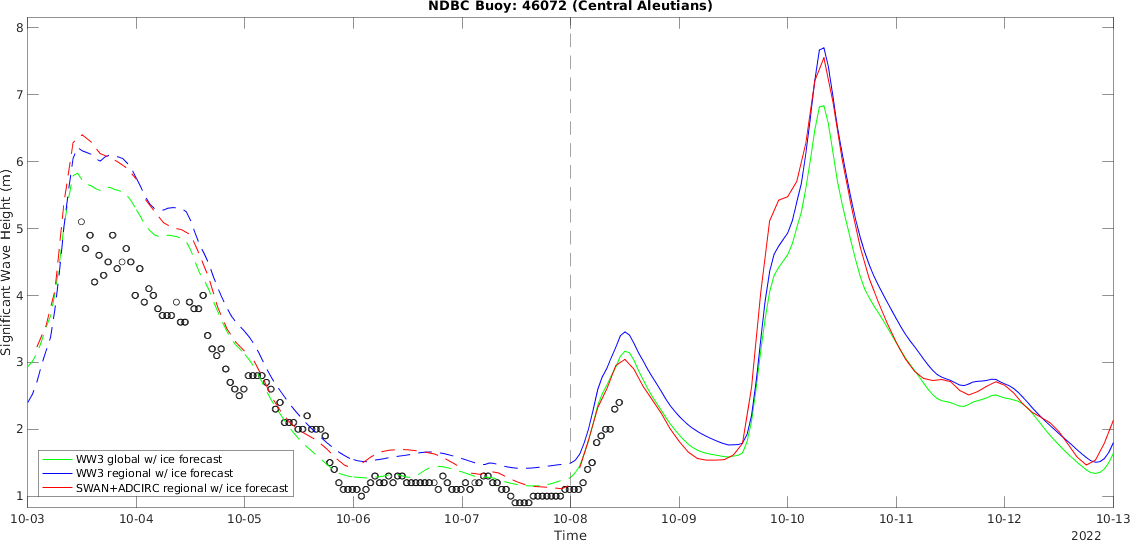 NDBC Buoy: 46072 (Central Aleutians)
8
7
6
5
4
3
2
1
Significant Wave Height (m)
WW3 global w/ ice forecast
WW3 regional w/ ice forecast
SWAN+ADCIRC regional w/ ice forecast
10-03 10-04 10-05 10-06 10-07 10-08 10-09 10-10 10-11 10-12 10-13
Time
2022